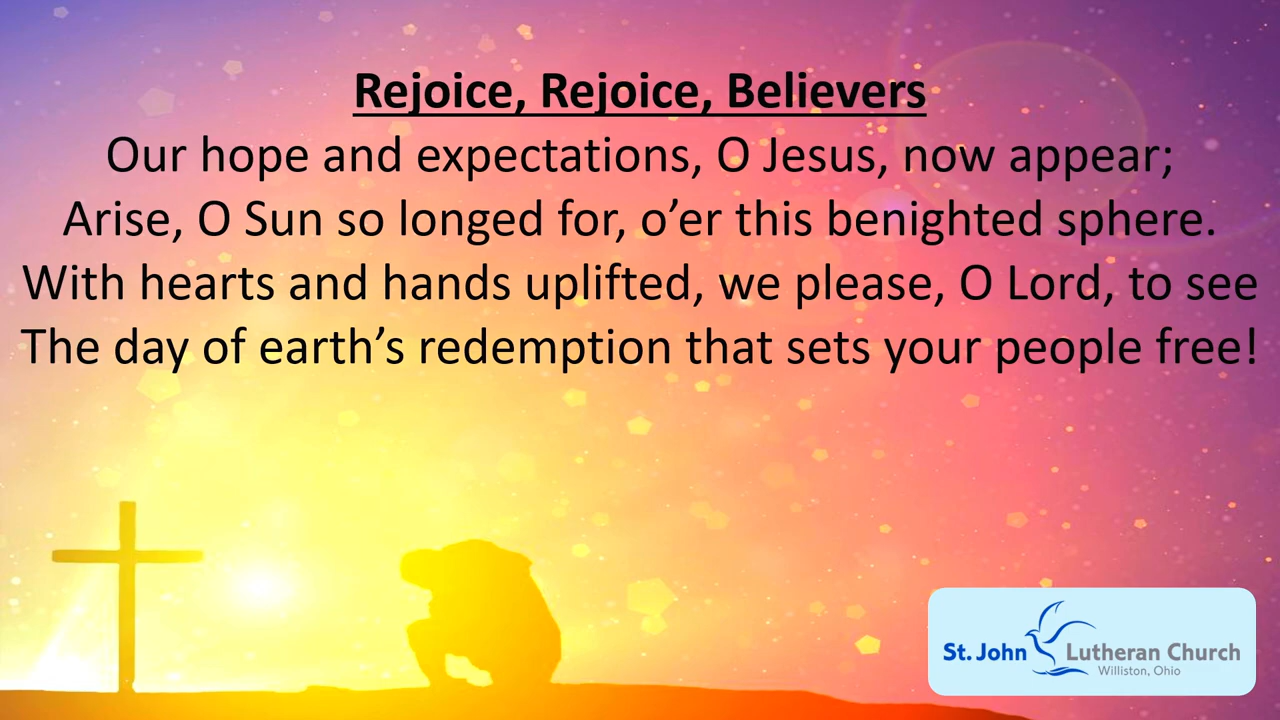 Rejoice, Rejoice, Believers
Our hope and expectations, O Jesus, now appear;
Arise, O Sun so longed for, o’er this benighted sphere.
With hearts and hands uplifted, we please, O Lord, to see
The day of earth’s redemption that sets your people free!
St. John Lutheran Church
Williston, Ohio